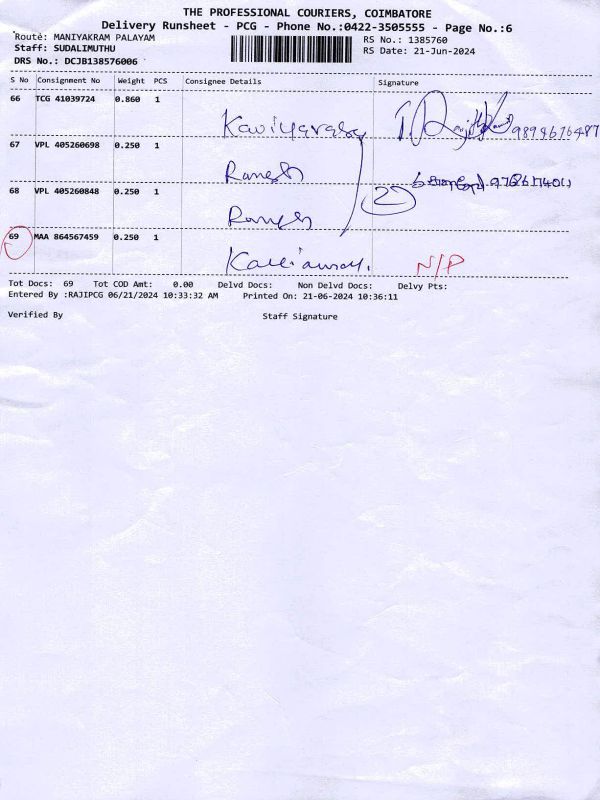 THE PROFESSIONAL COURIERS, COIMBATORE
Delivery Runsheet - PCG - Phone No.:0422-3505555 - Page No.:6
Route: MANIYAKRAM PALAYAM
RS No.: 1385760
Staff: SUDALIMUTHU
RS Date: 21-Jun-2024
DRS No.: DCJB138576006
S No Consignment No Weight PCS Consignee Details Signature
66 TCG 41039724 0.860 1
Kaviyarasu
67 VPL 405260698 0.250 1
Ramesh
68 VPL 405260848 0.250 1
2
Ramesh
69 MAA 864567459 0.250 1
N/P
Tot Docs: 69 Tot COD Amt: 0.00 Delvd Docs: Non Delvd Docs: Delvy Pts:
Entered By :RAJIPCG 06/21/2024 10:33:32 AM Printed On: 21-06-2024 10:36:11
Verified By Staff Signature